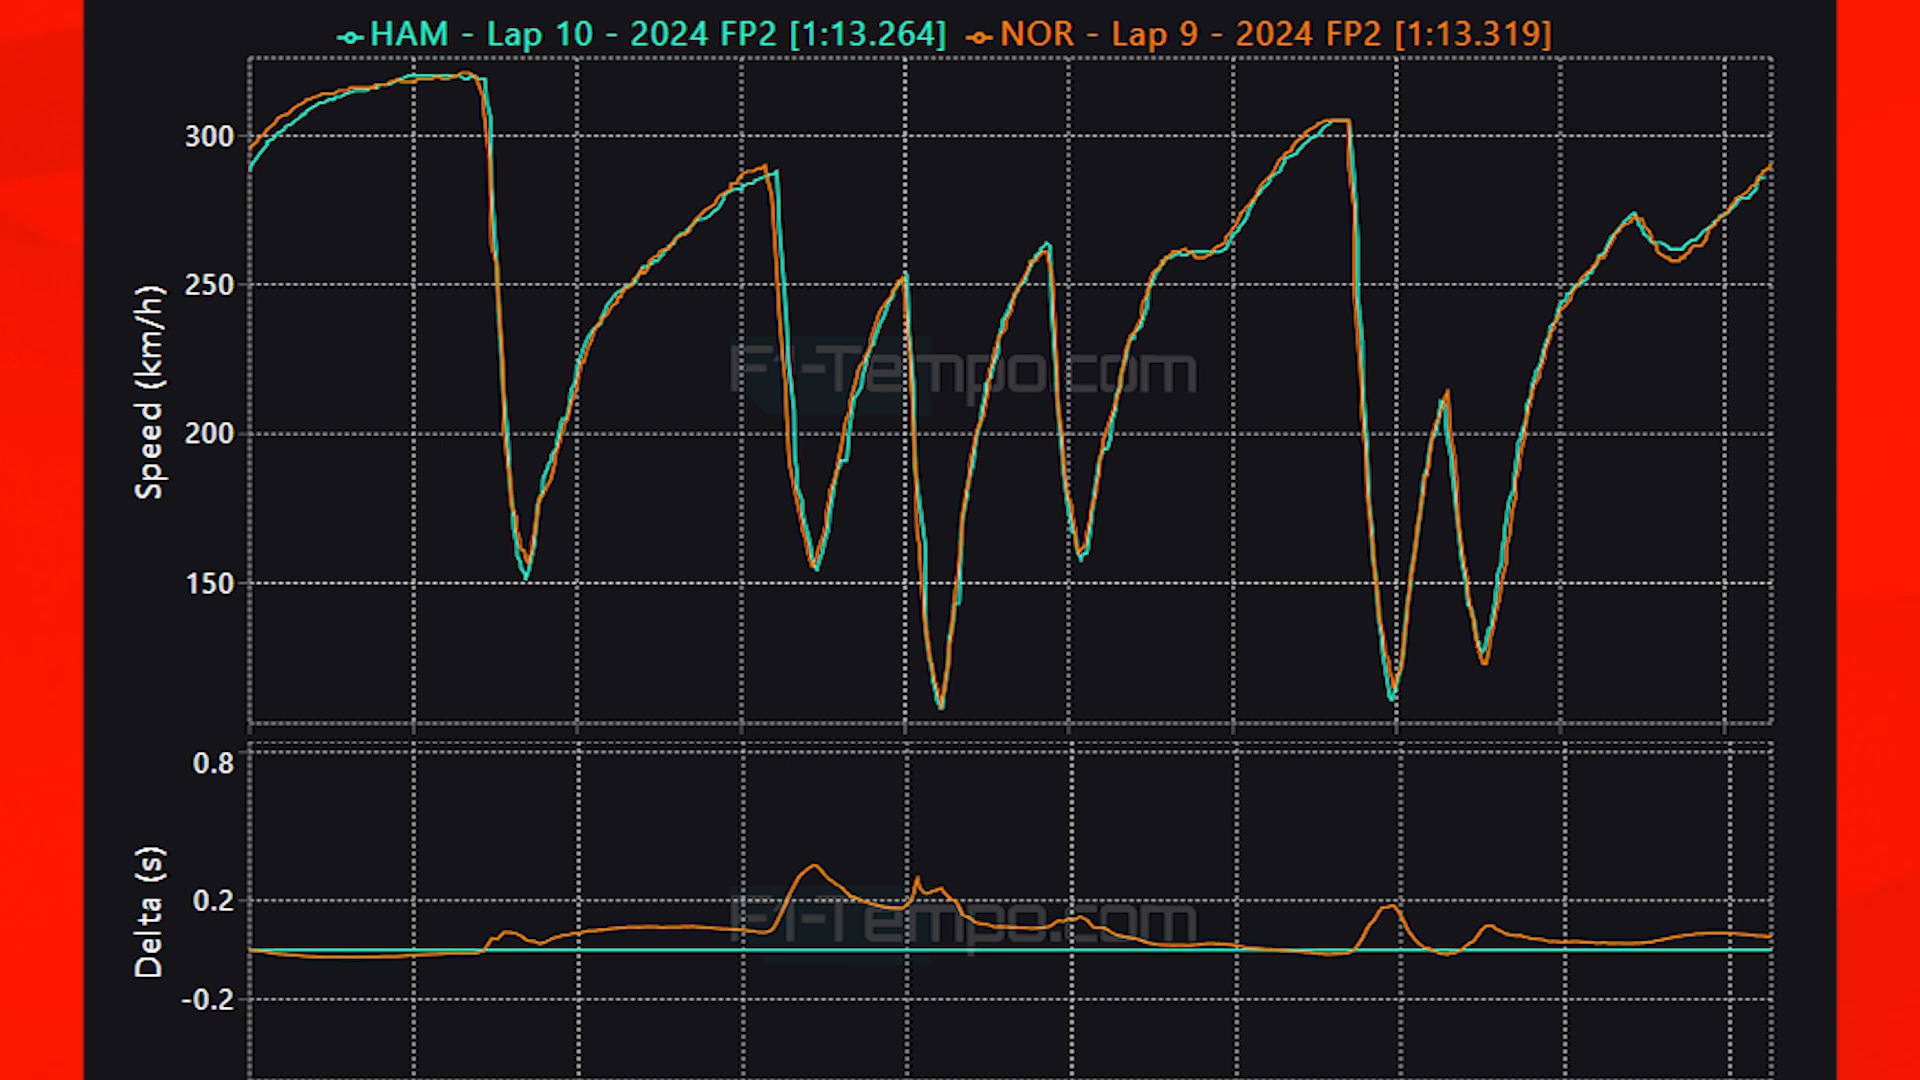 HAM - Lap 10 - 2024 FP2 [1:13.264] NOR - Lap 9 - 2024 FP2 [1:13.319]
300
250
200
150
Speed (km/h)
F1-Tempo.com
0.8
0.2
-0.2
Delta (s)
F1-Tempo.com